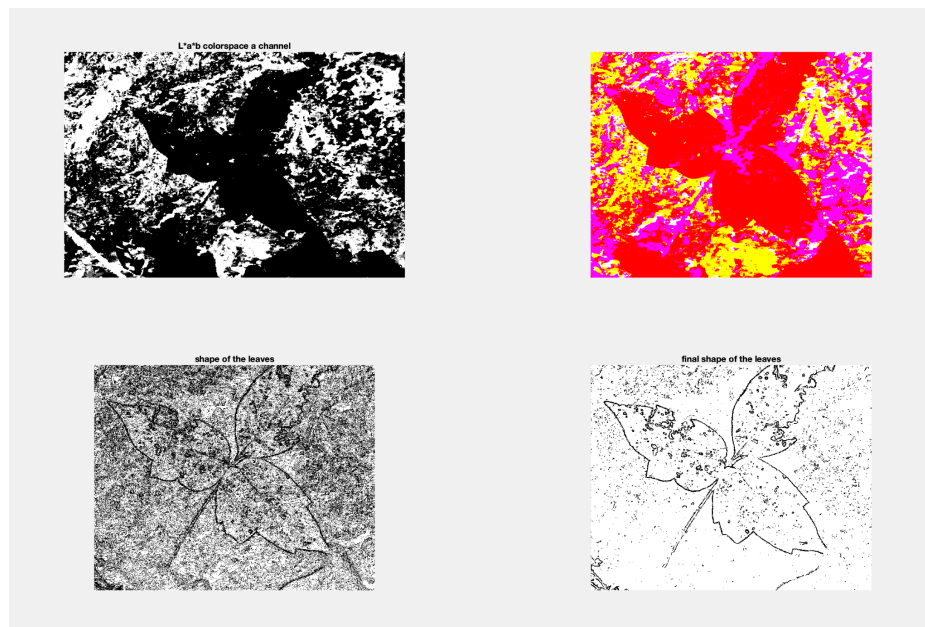 L*a*b colorspace a channel
shape of the leaves
final shape of the leaves